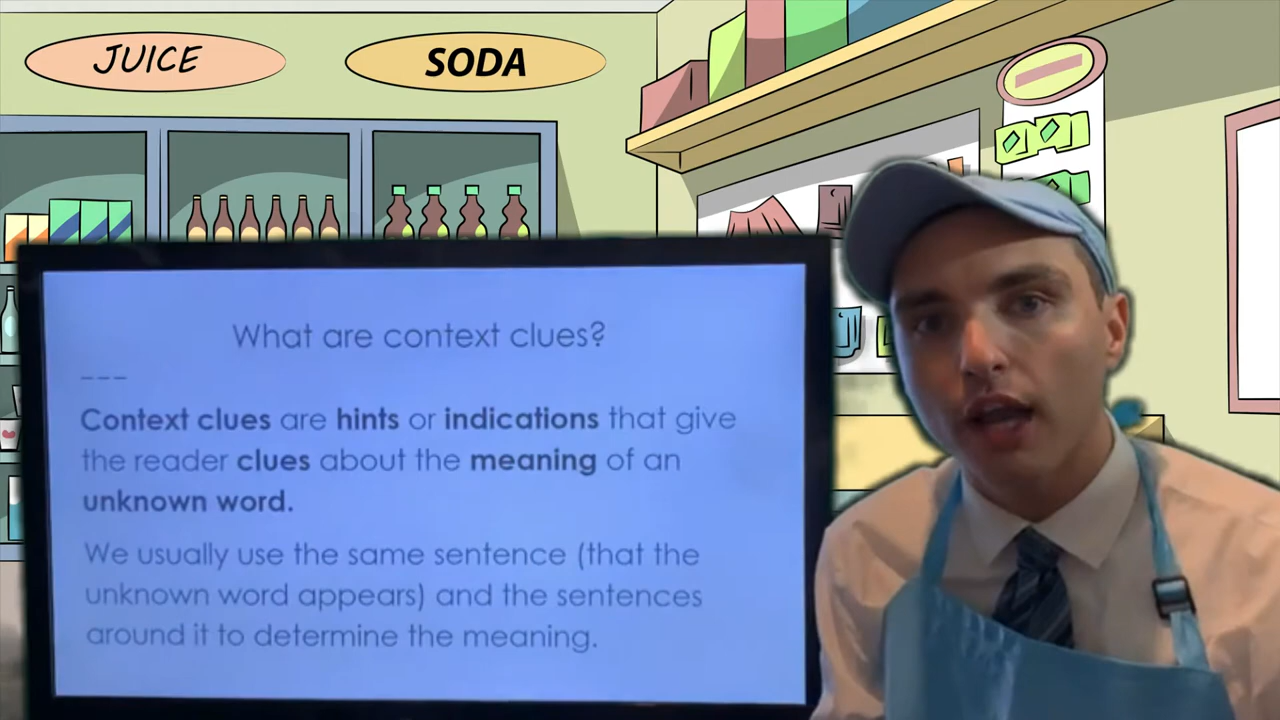 JUICE
SODA
What are context clues?
---
Context clues are hints or indications that give
the reader clues about the meaning of an
unknown word.
We usually use the same sentence (that the
unknown word appears) and the sentences
around it to determine the meaning.